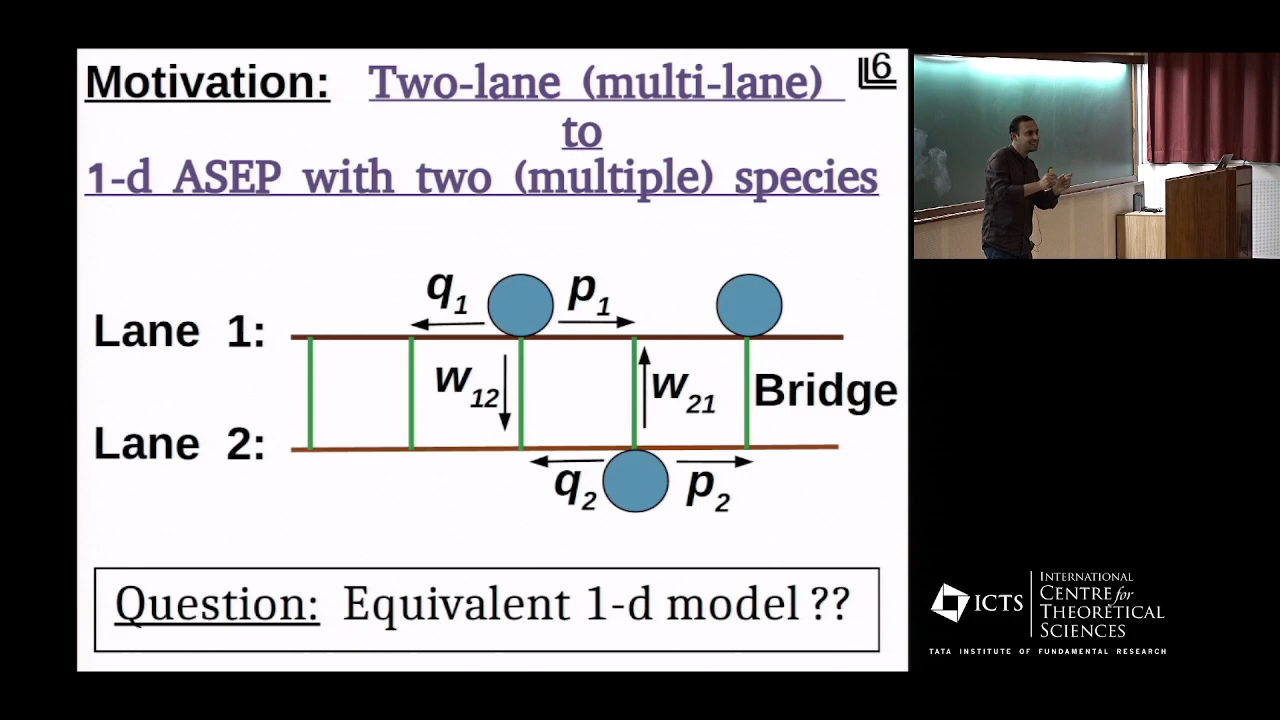 Motivation: Two-lane (multi-lane)
6
to
1-d ASEP with two (multiple) species
q1 p1
Lane 1:
w12 w21 Bridge
Lane 2:
q2 p2
Question: Equivalent 1-d model ??
ICTS
INTERNATIONAL
CENTRE for
THEORETICAL
SCIENCES
TATA INSTITUTE OF FUNDAMENTAL RESEARCH